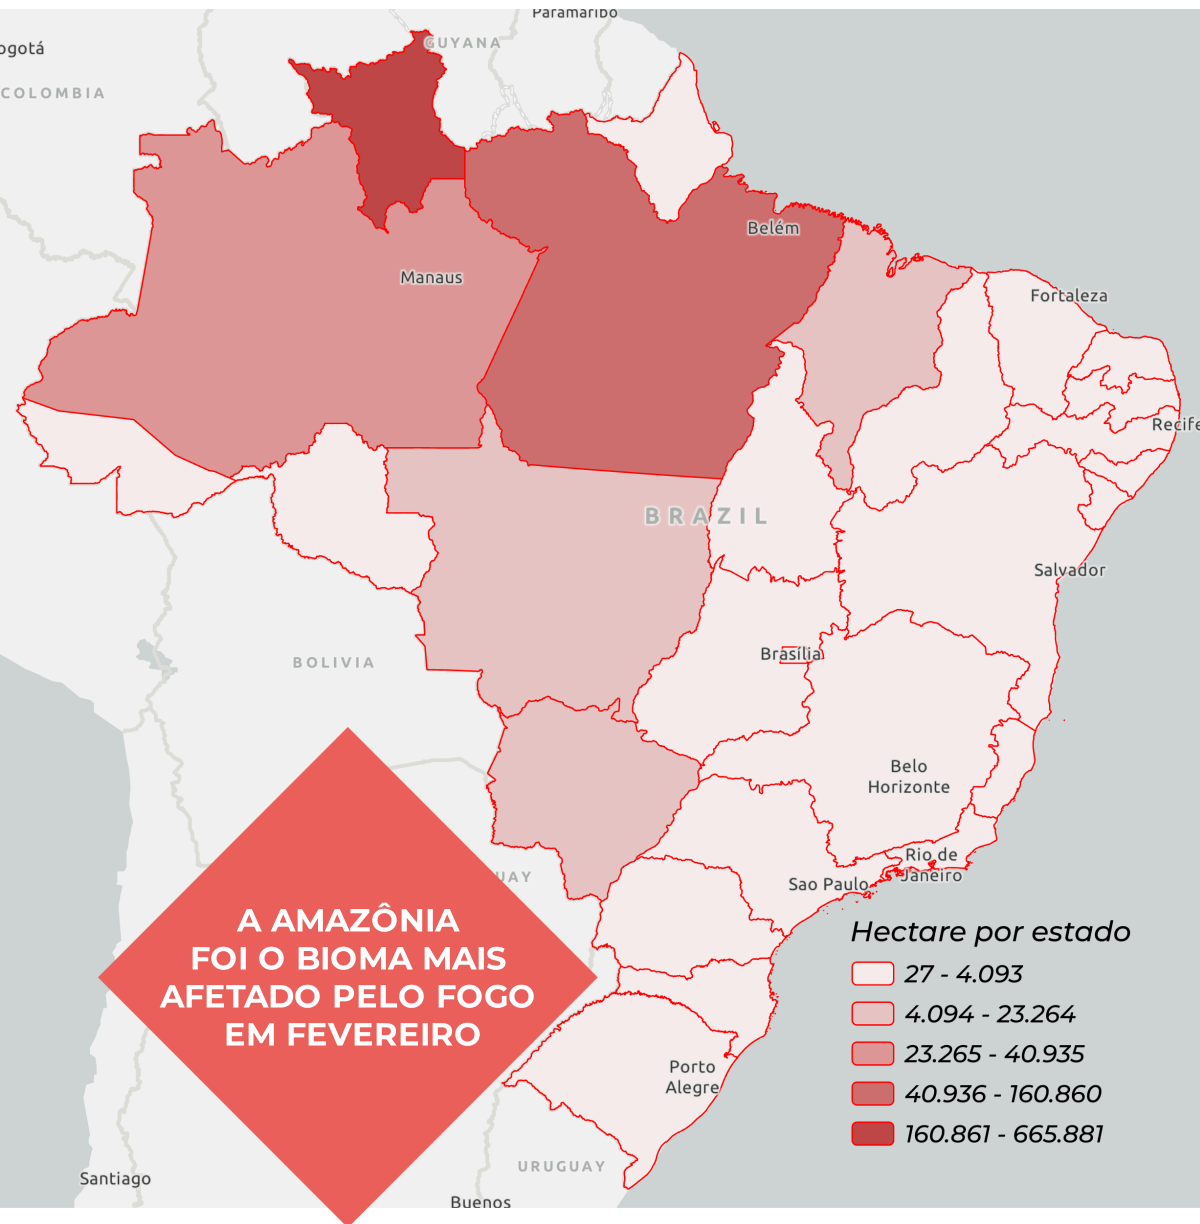 Paramaribo
ogotá
GUYANA
COLOMBIA
Belém
Manaus
Fortaleza
Recife
BRAZIL
Salvador
Brasília
BOLIVIA
Belo
Horizonte
Rio de
Janeiro
Sao Paulo
UAY
A AMAZÔNIA
FOI O BIOMA MAIS
AFETADO PELO FOGO
EM FEVEREIRO
Hectare por estado
27 - 4.093
4.094 - 23.264
23.265 - 40.935
40.936 - 160.860
160.861 - 665.881
Porto
Alegre
URUGUAY
Santiago
Buenos